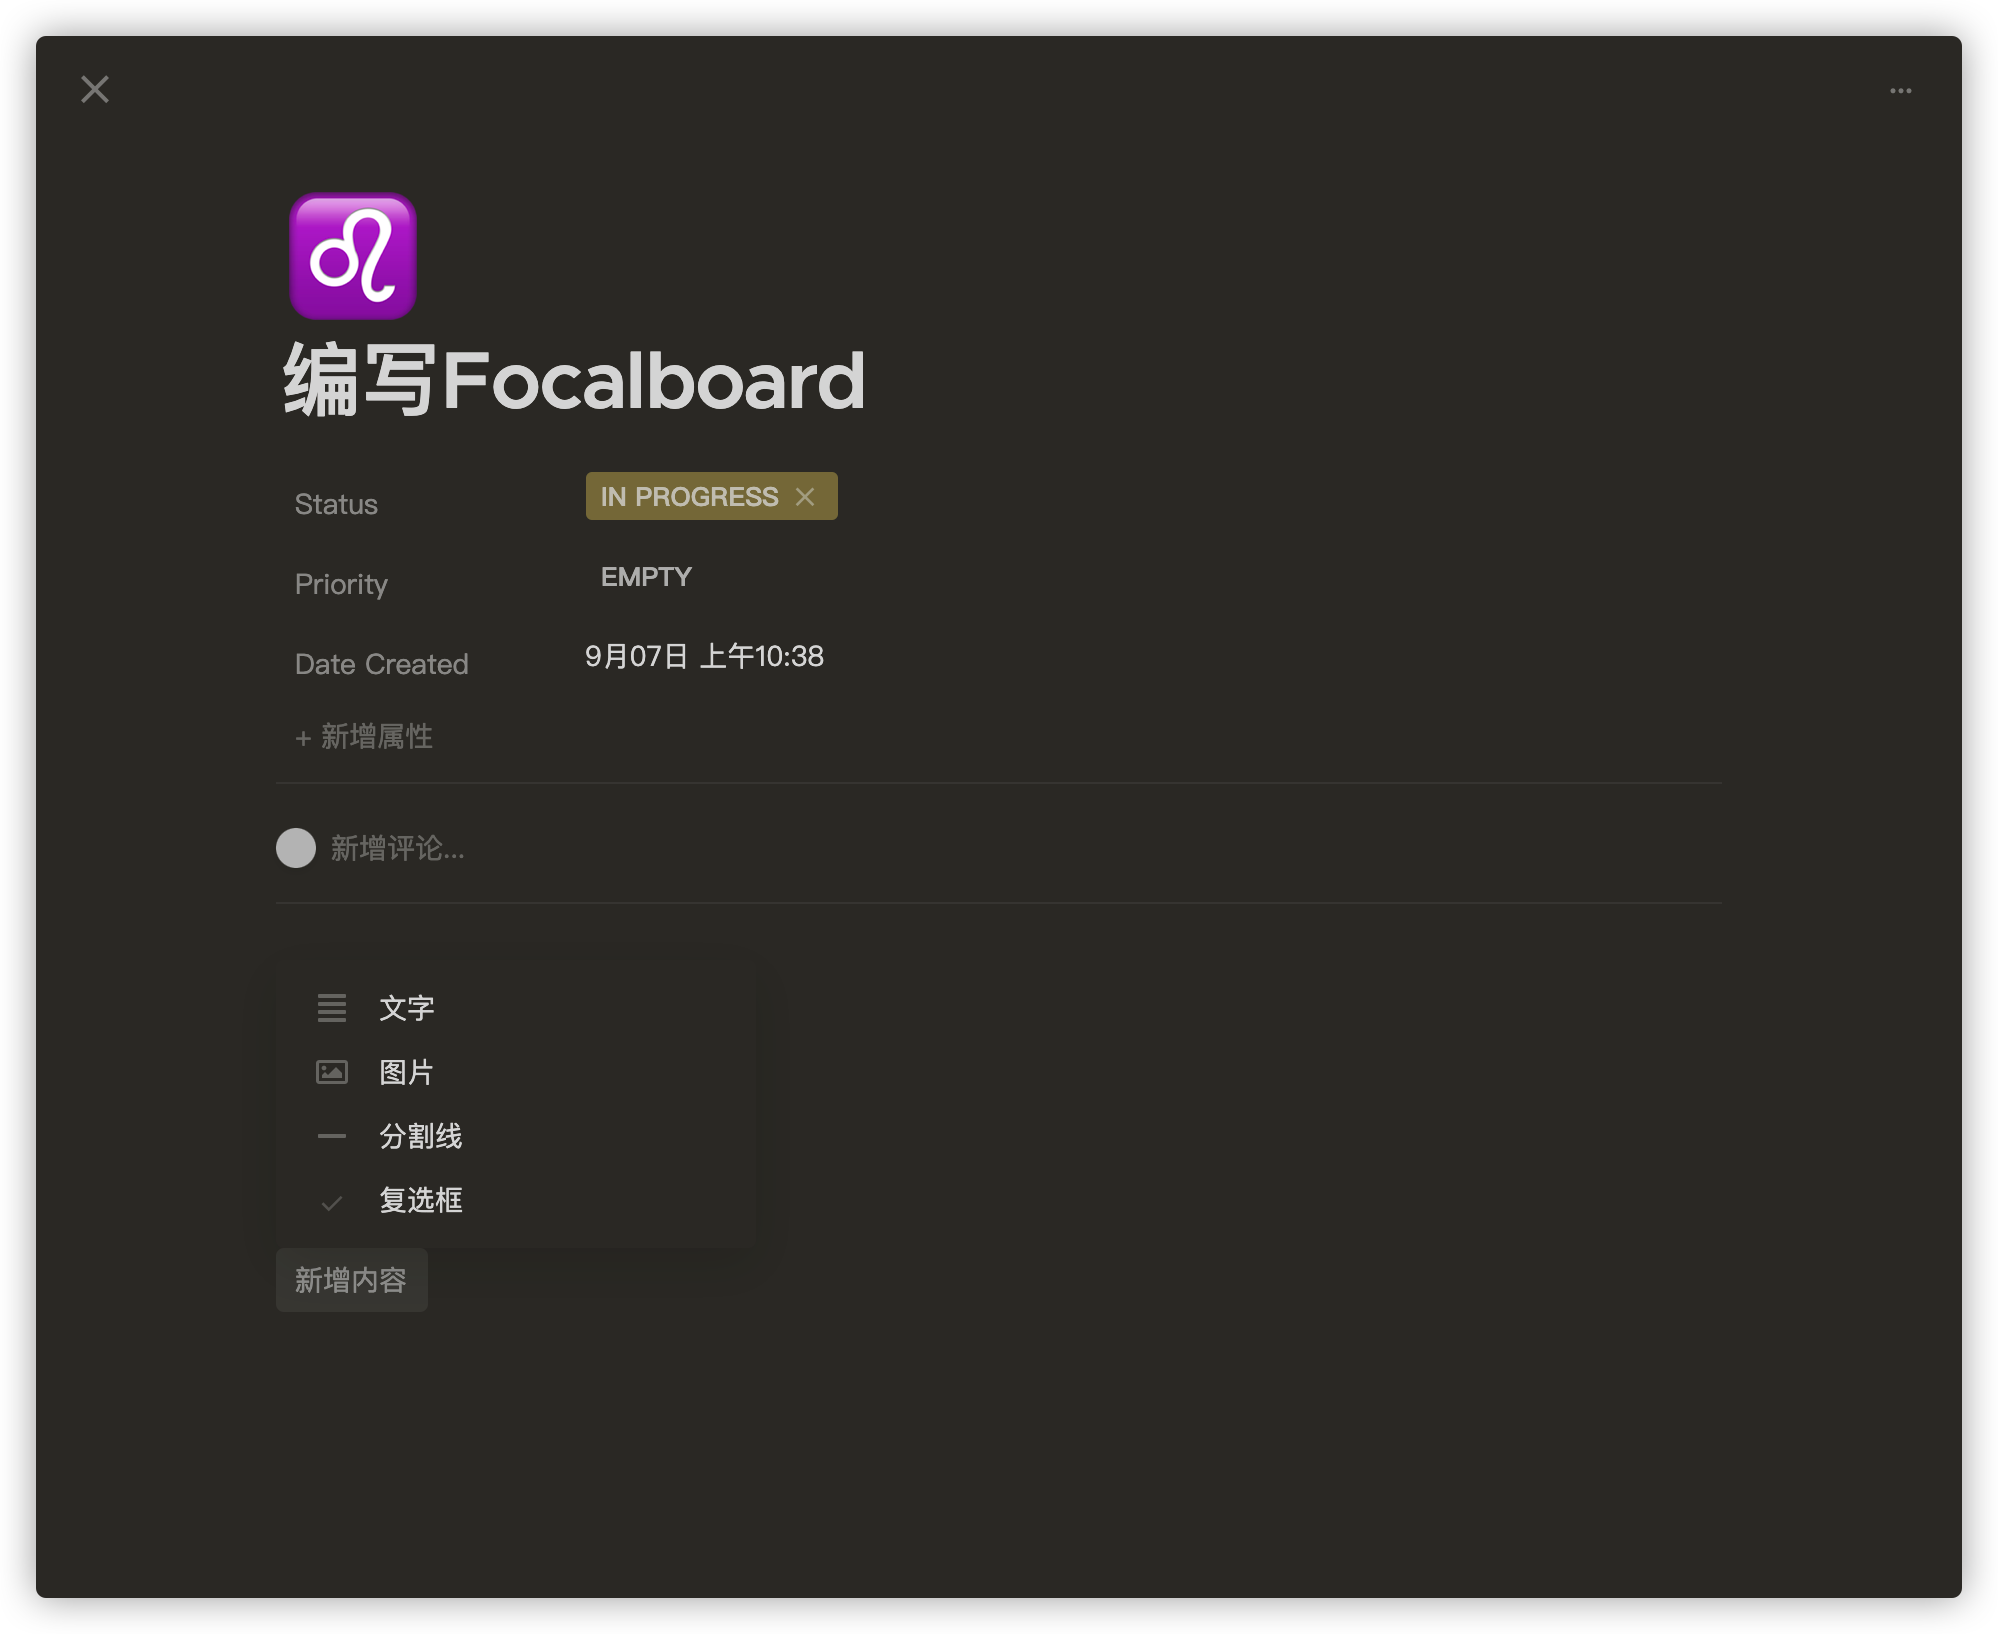 编写Focalboard
Status IN PROGRESS
Priority EMPTY
Date Created 9月07日 上午10:38
+ 新增属性
新增评论...
文字
图片
分割线
复选框
新增内容